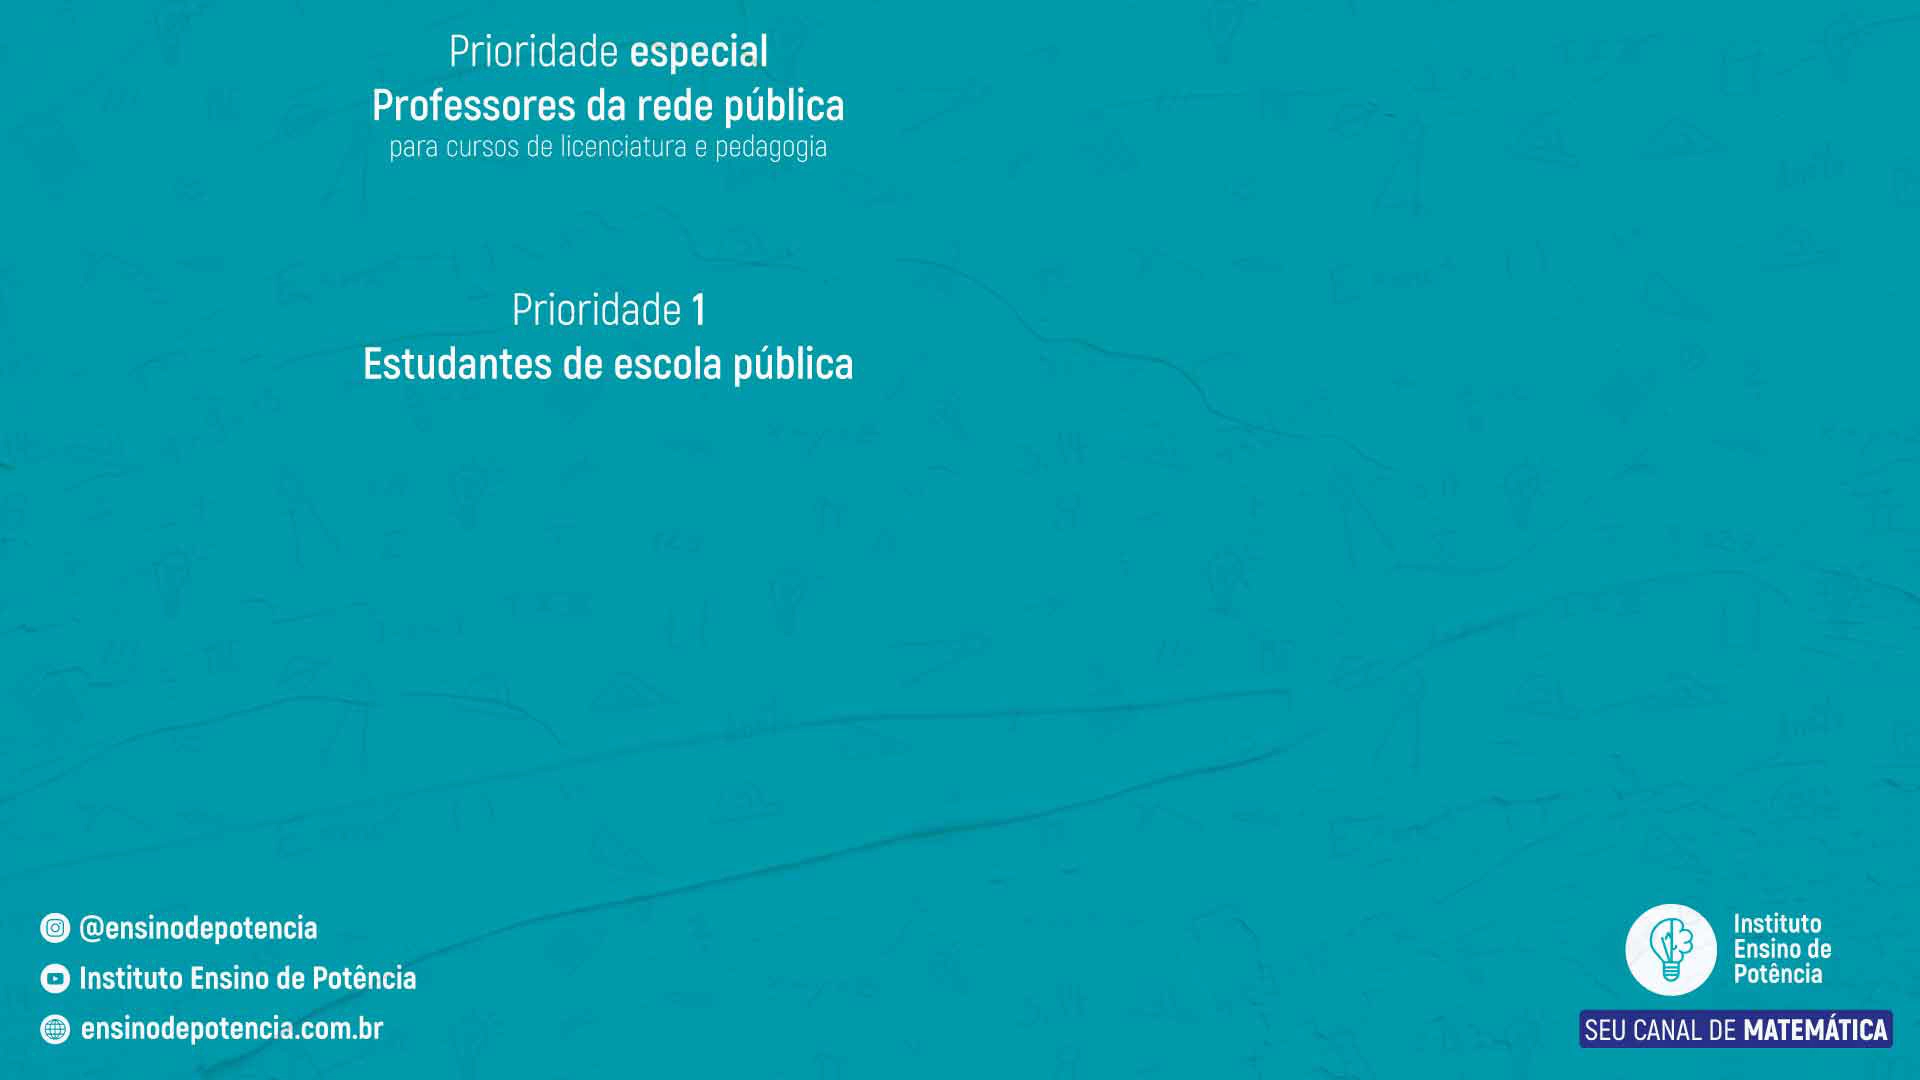 Prioridade especial
Professores da rede pública
para cursos de licenciatura e pedagogia
Prioridade 1
Estudantes de escola pública
@ensinodepotencia
Instituto Ensino de Potência
ensinodepotencia.com.br
Instituto
Ensino de
Potência
SEU CANAL DE MATEMÁTICA